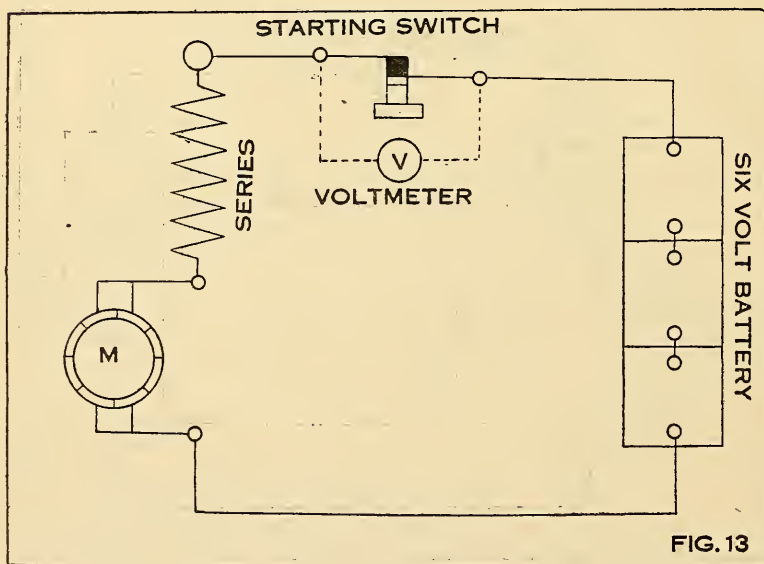 STARTING SWITCH
V
VOLTMETER
SERIES
SIX VOLT BATTERY
M
FIG. 13